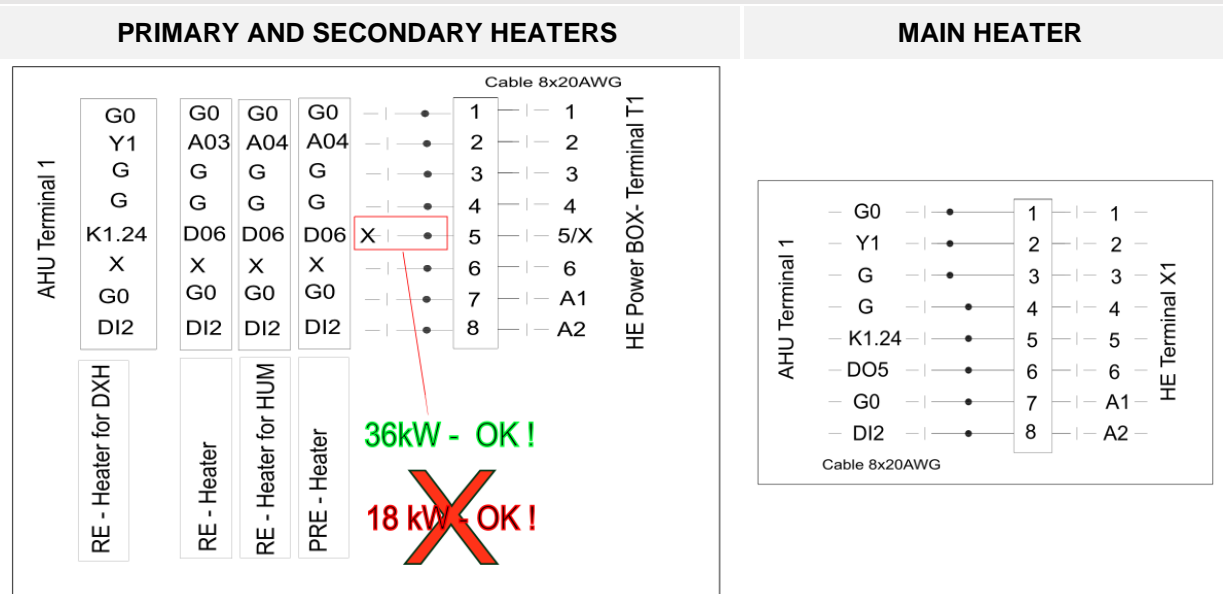 PRIMARY AND SECONDARY HEATERS
MAIN HEATER
Cable 8x20AWG
G0 G0 G0 G0 1 1
Y1 A03 A04 A04 2 2
G G G G 3 3
G G G G 4 4
K1.24 D06 D06 D06 X 5 5/X
X X X X 6 6
G0 G0 G0 G0 7 A1
DI2 DI2 DI2 DI2 8 A2
AHU Terminal 1
HE Power BOX- Terminal T1
RE - Heater for DXH
RE - Heater
RE - Heater for HUM
PRE - Heater
36kW - OK !
18 kW - OK !
G0 1 1
Y1 2 2
G 3 3
G 4 4
K1.24 5 5
DO5 6 6
G0 7 A1
DI2 8 A2
AHU Terminal 1
HE Terminal X1
Cable 8x20AWG